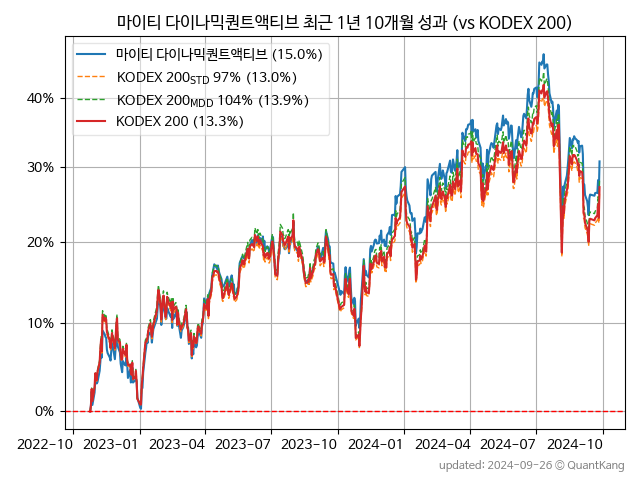 마이티 다이나믹퀀트액티브 최근 1년 10개월 성과 (vs KODEX 200)
마이티 다이나믹퀀트액티브 (15.0%)
KODEX 200STD 97% (13.0%)
KODEX 200MDD 104% (13.9%)
KODEX 200 (13.3%)
40%
30%
20%
10%
0%
2022-10 2023-01 2023-04 2023-07 2023-10 2024-01 2024-04 2024-07 2024-10
updated: 2024-09-26 © QuantKang